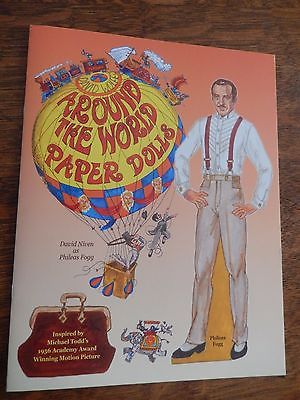 AROUND
THE WORLD
PAPER DOLLS
David Niven
as
Phileas Fogg
Inspired by
Michael Todd's
1956 Academy Award
Winning Motion Picture
Phileas
Fogg